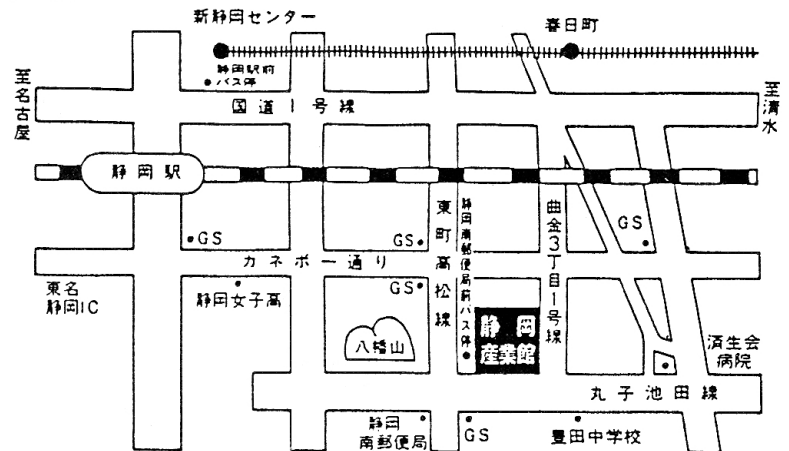 新静岡センター
春日町
静岡駅前
バス停
至名古屋
国道1号線
至清水
静岡駅
東町高松線
静岡南郵便局前バス停
曲金3丁目1号線
GS
GS
GS
カネボー通り
東名
静岡IC
静岡女子高
GS
八幡山
静岡
産業館
済生会
病院
丸子池田線
静岡
南郵便局
GS
豊田中学校